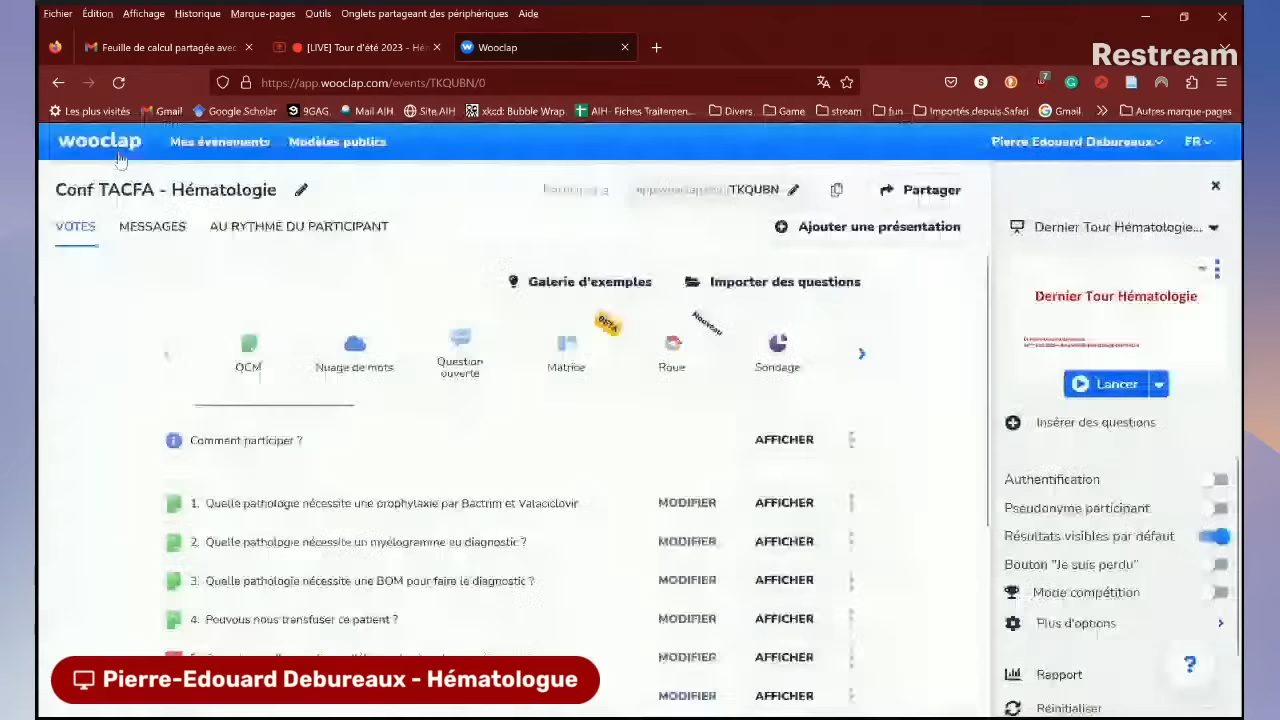 Fichier Édition Affichage Historique Marque-pages Outils Onglets partageant des périphériques Aide
Feuille de calcul partagée avec
[LIVE] Tour d'été 2023 - Hé
Wooclap
Restream
https://app.wooclap.com/events/TKQUBN/0
Les plus visités Gmail Google Scholar 9GAG. Mail AIH Site AIH xkcd: Bubble Wrap AIH - Fiches Traitemen... Divers Game stream fun Importés depuis Safari Gmail Autres marque-pages
wooclap Mes événements Modèles publics Pierre Edouard Debureaux FR
Conf TACFA - Hématologie
TKQUBN
Partager
VOTES MESSAGES AU RYTHME DU PARTICIPANT
Ajouter une présentation
Dernier Tour Hématologie...
Galerie d'exemples Importer des questions
Dernier Tour Hématologie
BETA
Nouveau
QCM Nuage de mots Question ouverte Matrice Roue Sondage
Lancer
Insérer des questions
Comment participer ? AFFICHER
Authentification
1. Quelle pathologie nécessite une prophylaxie par Bactrim et Valaciclovir MODIFIER AFFICHER
Pseudonyme participant
Résultats visibles par défaut
2. Quelle pathologie nécessite un myélogramme au diagnostic ? MODIFIER AFFICHER
Bouton "Je suis perdu"
3. Quelle pathologie nécessite une BOM pour faire le diagnostic ? MODIFIER AFFICHER
Mode compétition
4. Pouvons nous transfuser ce patient ? MODIFIER AFFICHER
Plus d'options
MODIFIER AFFICHER
Rapport
?
Pierre-Edouard Debureaux - Hématologue
MODIFIER AFFICHER
Réinitialiser